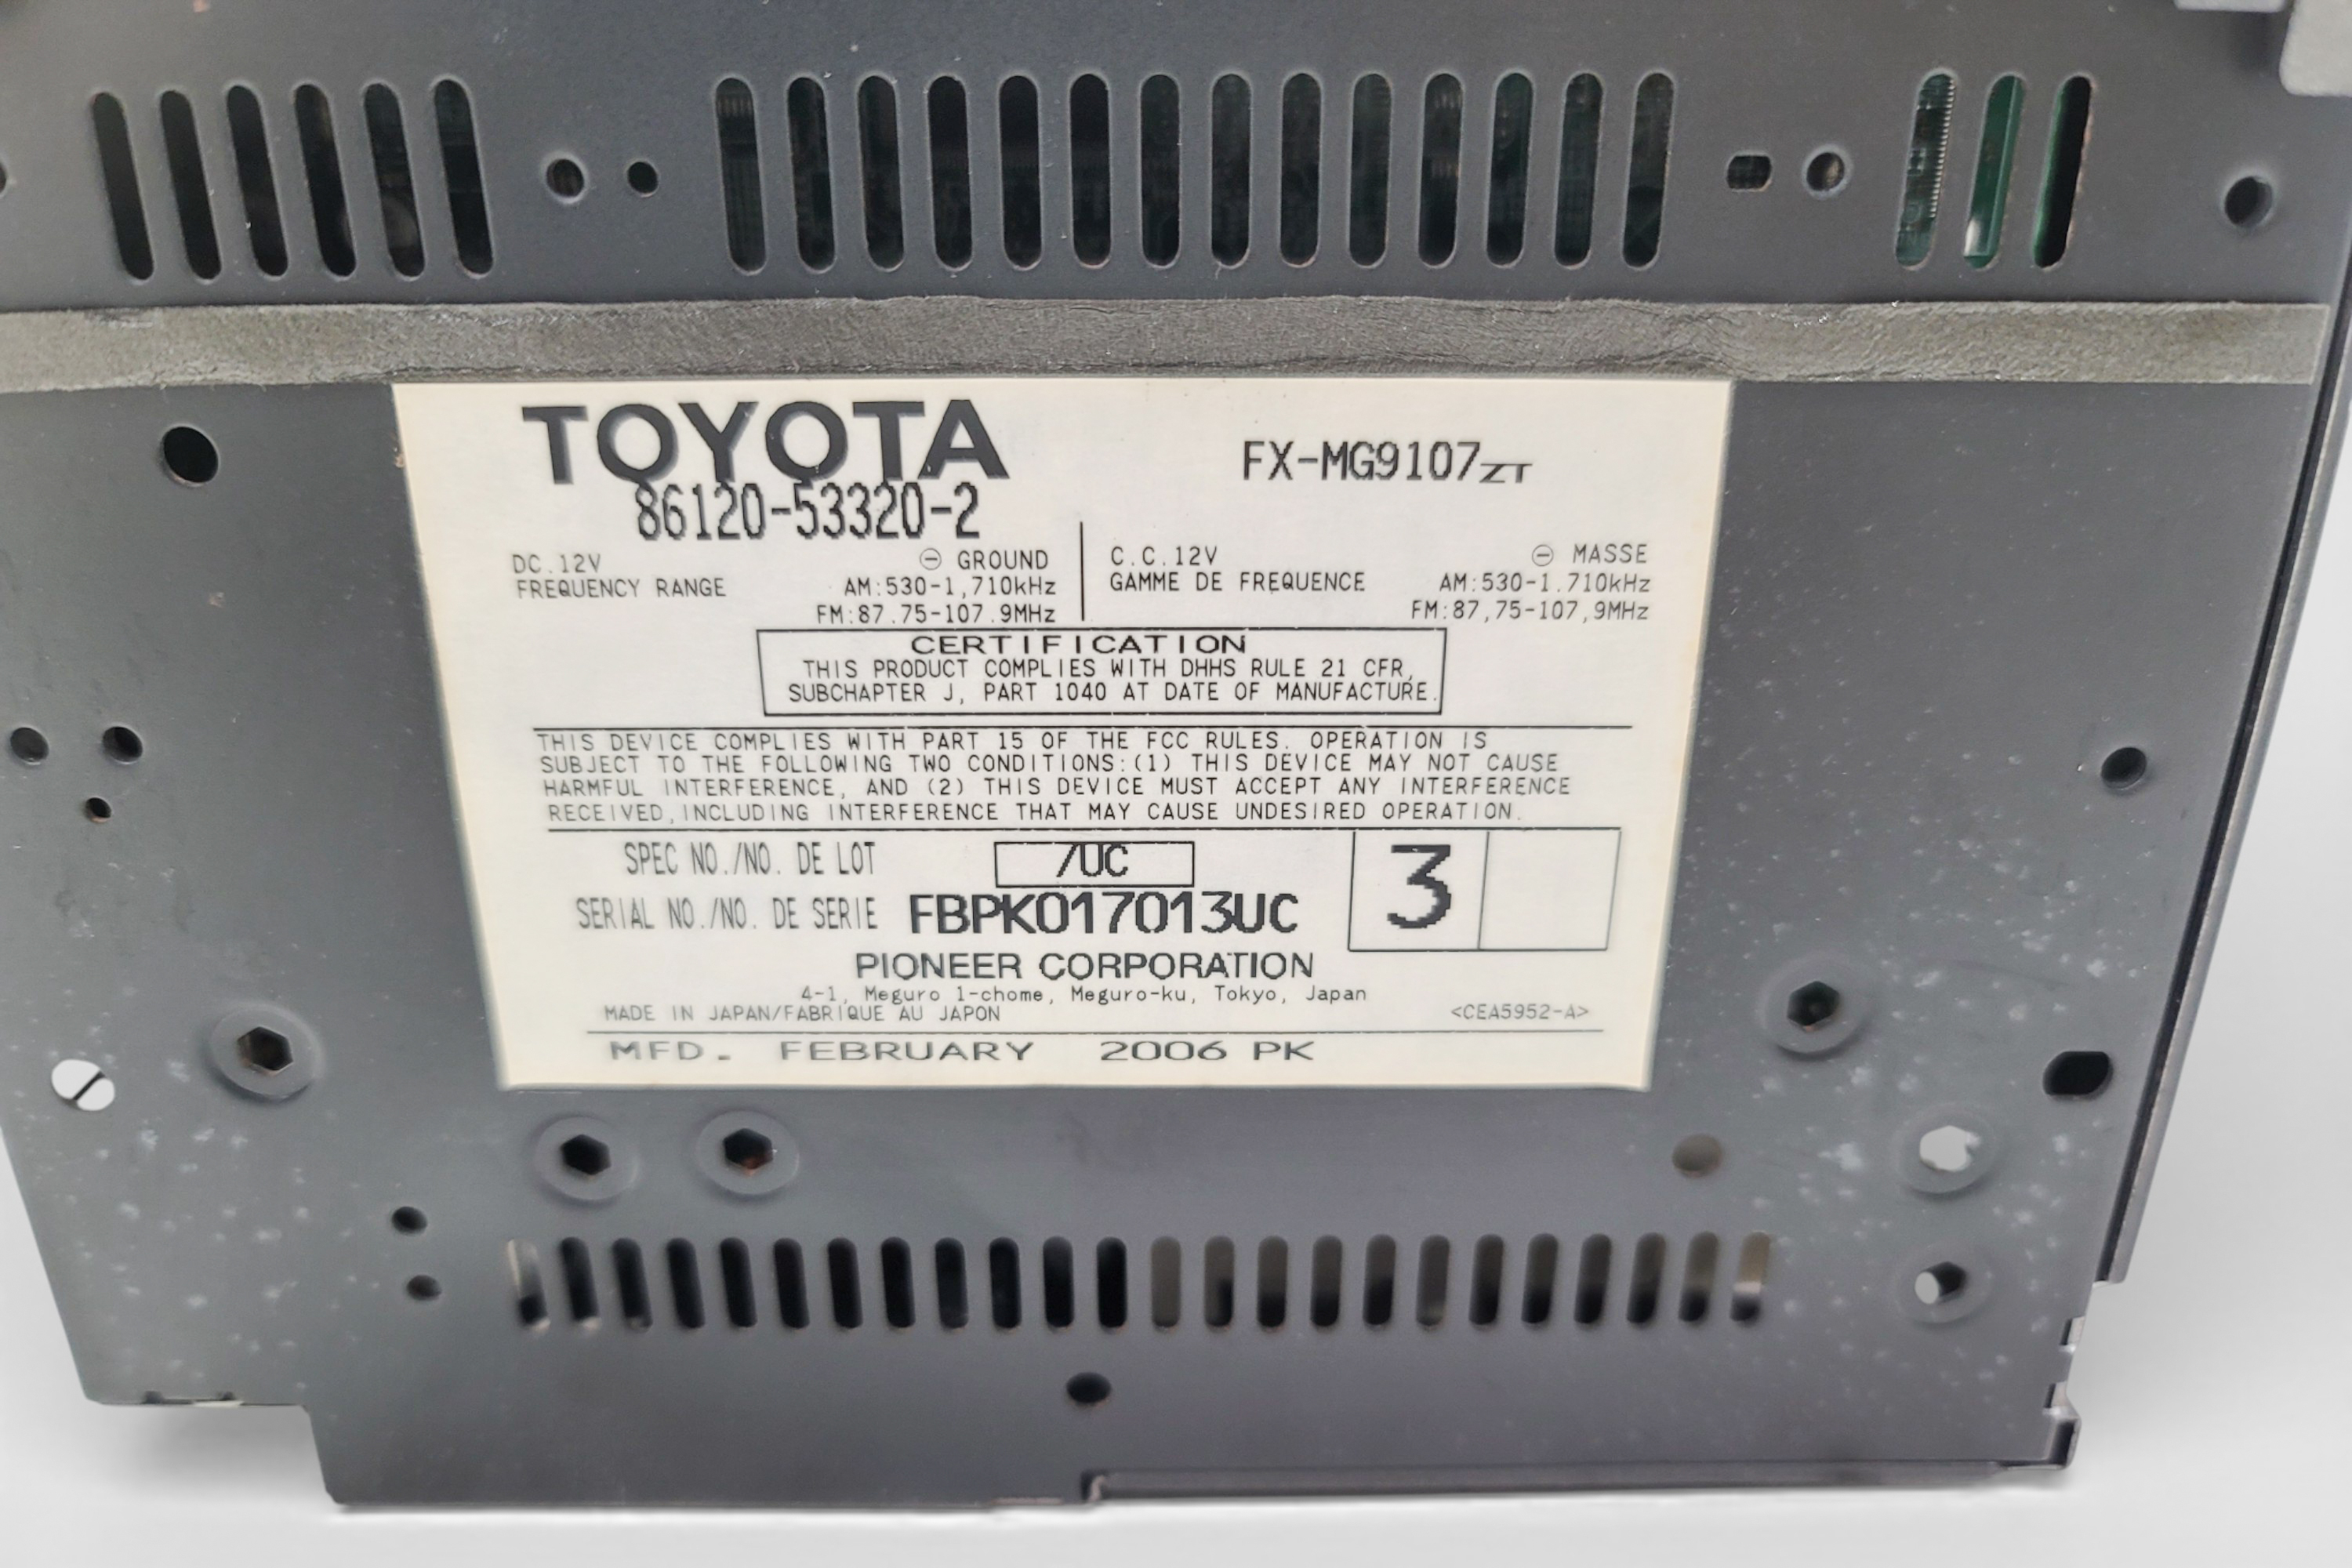 TOYOTA
FX-MG9107ZT
86120-53320-2
DC.12V ⊖ GROUND
FREQUENCY RANGE AM:530-1,710kHz
FM:87.75-107.9MHz
C.C.12V ⊖ MASSE
GAMME DE FREQUENCE AM:530-1.710kHz
FM:87,75-107,9MHz
CERTIFICATION
THIS PRODUCT COMPLIES WITH DHHS RULE 21 CFR,
SUBCHAPTER J, PART 1040 AT DATE OF MANUFACTURE.
THIS DEVICE COMPLIES WITH PART 15 OF THE FCC RULES. OPERATION IS
SUBJECT TO THE FOLLOWING TWO CONDITIONS:(1) THIS DEVICE MAY NOT CAUSE
HARMFUL INTERFERENCE, AND (2) THIS DEVICE MUST ACCEPT ANY INTERFERENCE
RECEIVED,INCLUDING INTERFERENCE THAT MAY CAUSE UNDESIRED OPERATION.
SPEC NO./NO. DE LOT /UC
3
SERIAL NO./NO. DE SERIE FBPK017013UC
PIONEER CORPORATION
4-1, Meguro 1-chome, Meguro-ku, Tokyo, Japan
MADE IN JAPAN/FABRIQUE AU JAPON <CEA5952-A>
MFD. FEBRUARY 2006 PK